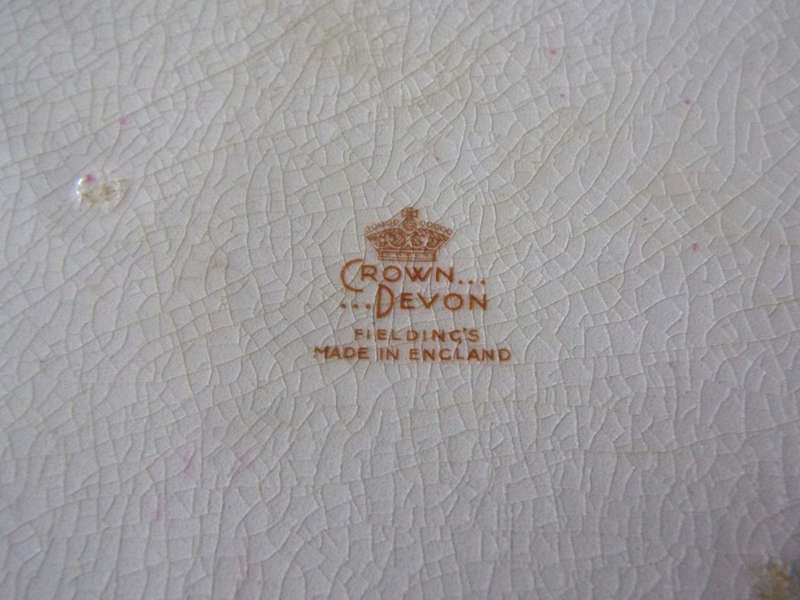 CROWN...
...DEVON
FIELDING'S
MADE IN ENGLAND